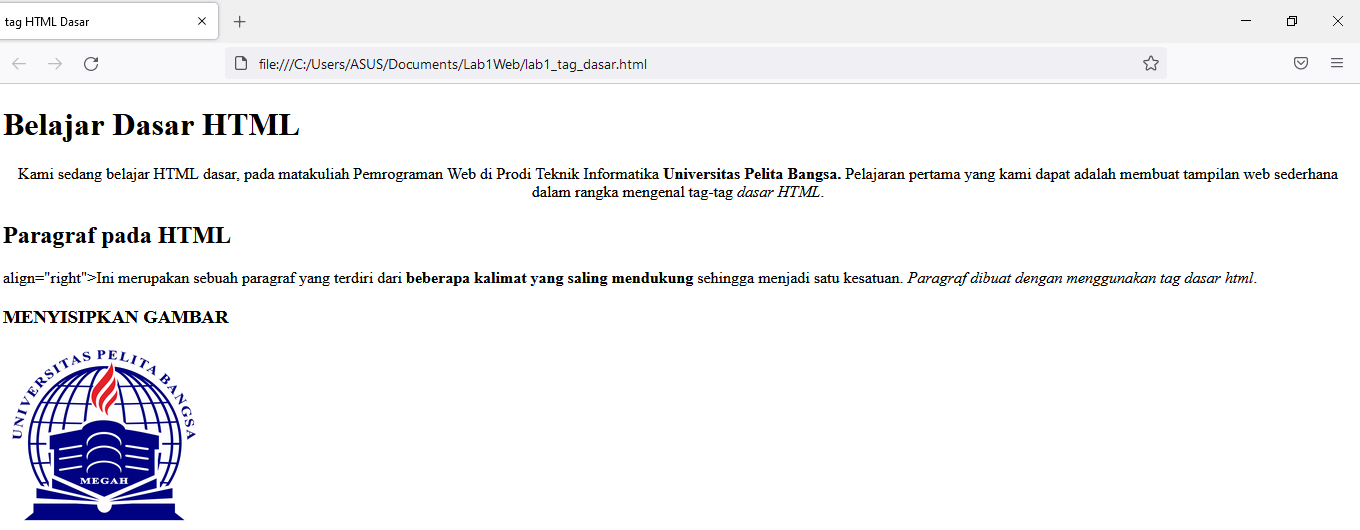 tag HTML Dasar
file:///C:/Users/ASUS/Documents/Lab1Web/lab1_tag_dasar.html
Belajar Dasar HTML
Kami sedang belajar HTML dasar, pada matakuliah Pemrograman Web di Prodi Teknik Informatika Universitas Pelita Bangsa. Pelajaran pertama yang kami dapat adalah membuat tampilan web sederhana
dalam rangka mengenal tag-tag dasar HTML.
Paragraf pada HTML
align="right">Ini merupakan sebuah paragraf yang terdiri dari beberapa kalimat yang saling mendukung sehingga menjadi satu kesatuan. Paragraf dibuat dengan menggunakan tag dasar html.
MENYISIPKAN GAMBAR
UNIVERSITAS PELITA BANGSA
MEGAH